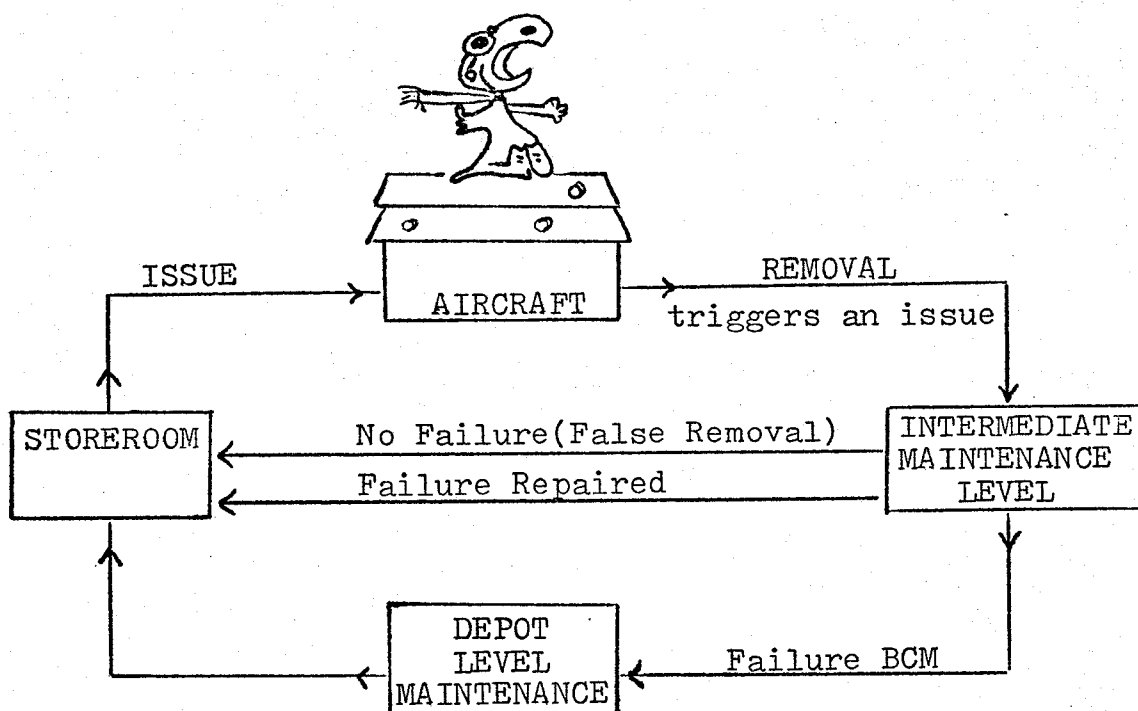 ISSUE
AIRCRAFT
REMOVAL
triggers an issue
STOREROOM
No Failure(False Removal)
Failure Repaired
INTERMEDIATE
MAINTENANCE
LEVEL
DEPOT
LEVEL
MAINTENANCE
Failure BCM